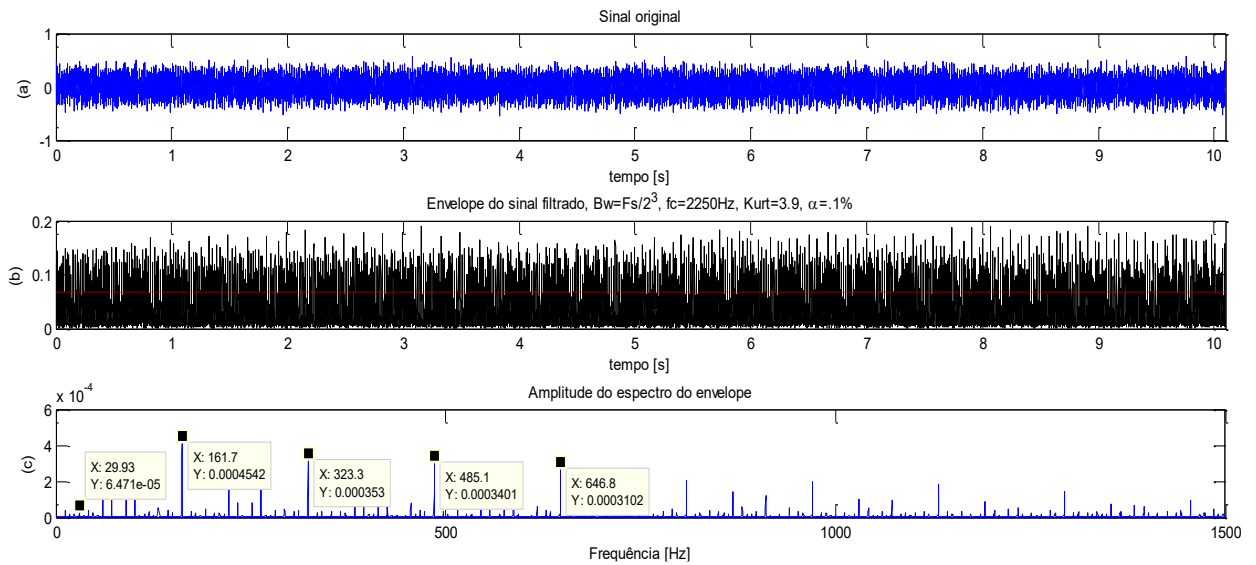 Sinal original
1
0
-1
(a)
0 1 2 3 4 5 6 7 8 9 10
tempo [s]
Envelope do sinal filtrado, Bw=Fs/2³, fc=2250Hz, Kurt=3.9, α=.1%
0.2
0.1
0
(b)
0 1 2 3 4 5 6 7 8 9 10
tempo [s]
x 10⁻⁴
Amplitude do espectro do envelope
6
4
2
0
(c)
X: 29.93
Y: 6.471e-05
X: 161.7
Y: 0.0004542
X: 323.3
Y: 0.000353
X: 485.1
Y: 0.0003401
X: 646.8
Y: 0.0003102
0 500 1000 1500
Frequência [Hz]